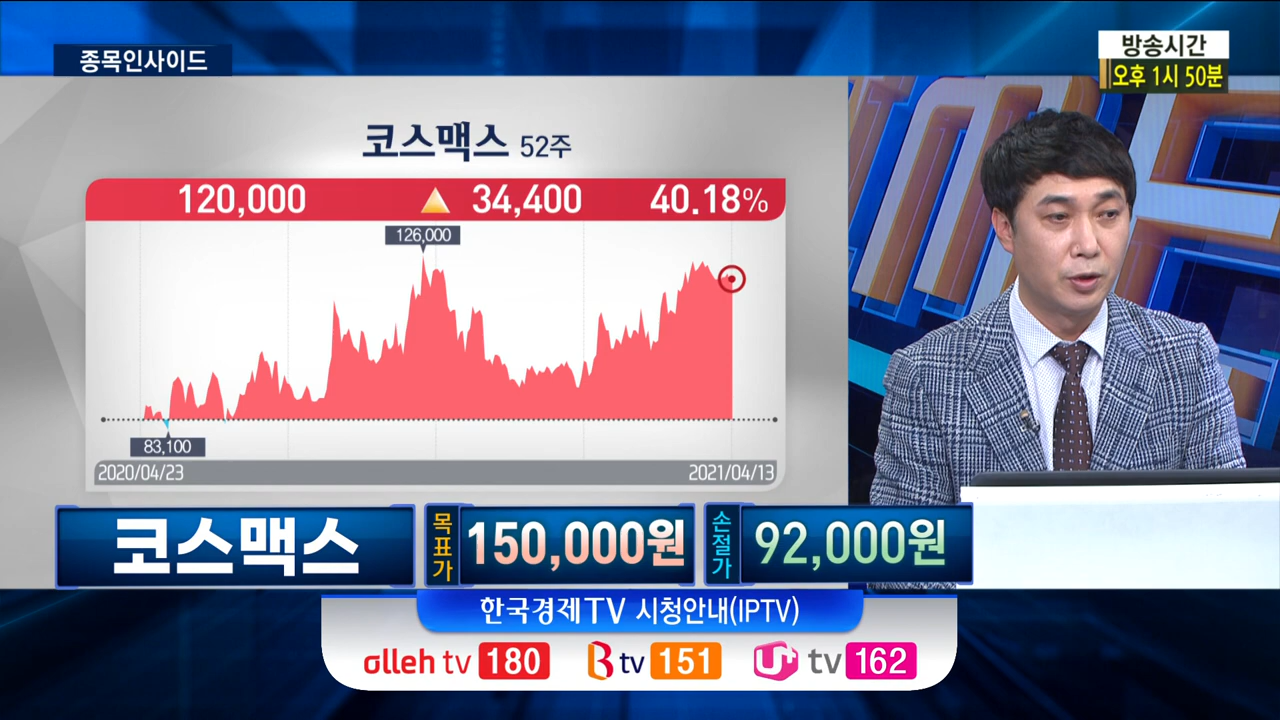 종목인사이드
방송시간
오후 1시 50분
코스맥스 52주
120,000 ▲ 34,400 40.18%
126,000
83,100
2020/04/23 2021/04/13
코스맥스 목표가 150,000원 손절가 92,000원
한국경제TV 시청안내(IPTV)
olleh tv 180 B tv 151 U+ tv 162